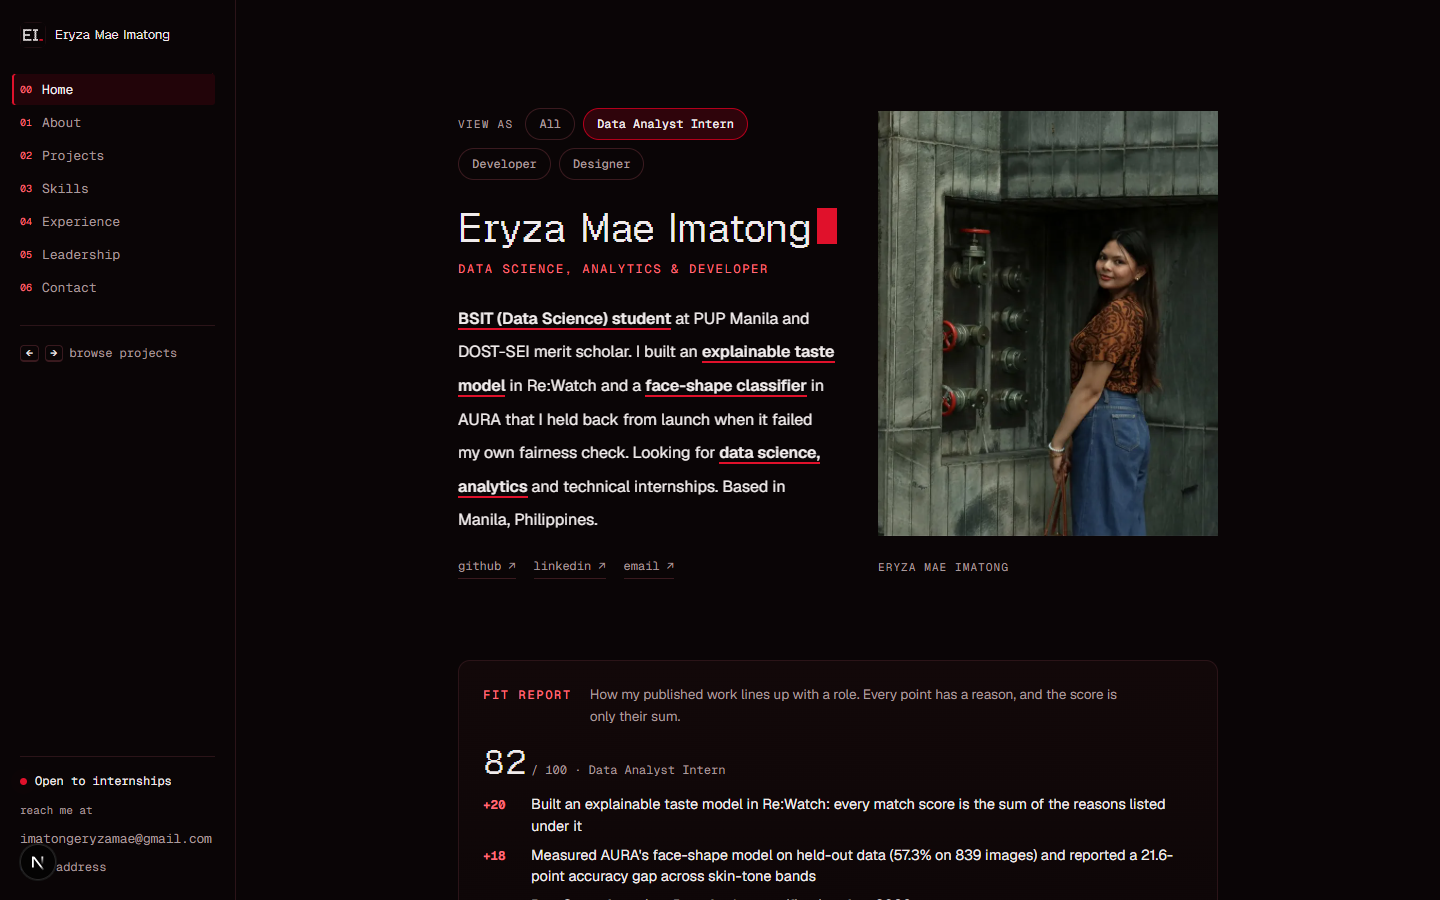 EI. Eryza Mae Imatong
00 Home
01 About
02 Projects
03 Skills
04 Experience
05 Leadership
06 Contact
← → browse projects
Open to internships
reach me at
imatongeryzamae@gmail.com
N address
VIEW AS All Data Analyst Intern
Developer Designer
Eryza Mae Imatong
DATA SCIENCE, ANALYTICS & DEVELOPER
BSIT (Data Science) student at PUP Manila and
DOST-SEI merit scholar. I built an explainable taste
model in Re:Watch and a face-shape classifier in
AURA that I held back from launch when it failed
my own fairness check. Looking for data science,
analytics and technical internships. Based in
Manila, Philippines.
github ↗ linkedin ↗ email ↗
ERYZA MAE IMATONG
FIT REPORT How my published work lines up with a role. Every point has a reason, and the score is
only their sum.
82 / 100 · Data Analyst Intern
+20 Built an explainable taste model in Re:Watch: every match score is the sum of the reasons listed
under it
+18 Measured AURA's face-shape model on held-out data (57.3% on 839 images) and reported a 21.6-
point accuracy gap across skin-tone bands